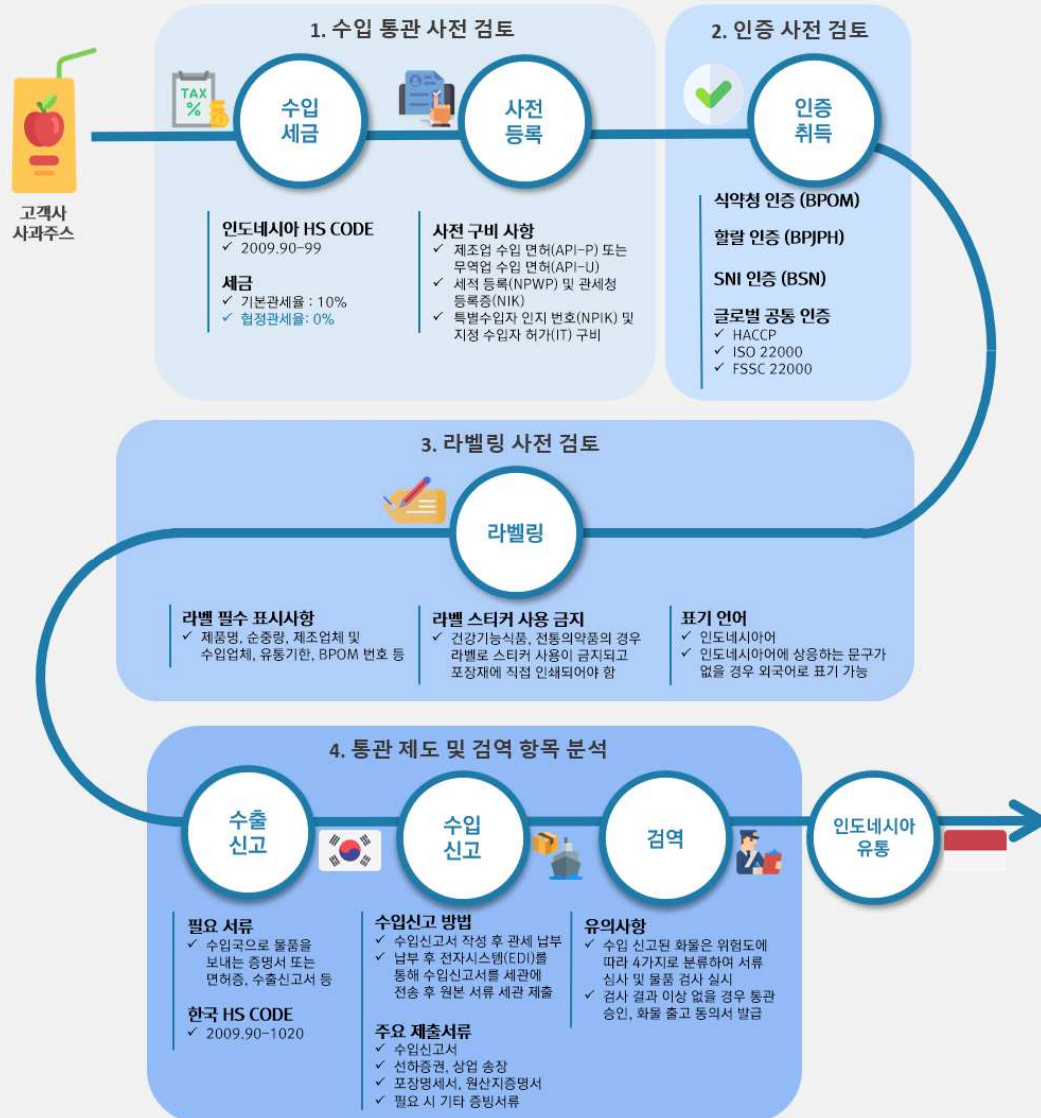 1. 수입 통관 사전 검토
2. 인증 사전 검토
TAX
%
수입
세금
사전
등록
인증
취득
고객사
사과주스
인도네시아 HS CODE
✓ 2009.90-99
세금
✓ 기본관세율 : 10%
✓ 협정관세율: 0%
사전 구비 사항
✓ 제조업 수입 면허(API-P) 또는
무역업 수입 면허(API-U)
✓ 세적 등록(NPWP) 및 관세청
등록증(NIK)
✓ 특별수입자 인지 번호(NPIK) 및
지정 수입자 허가(IT) 구비
식약청 인증 (BPOM)
할랄 인증 (BPJPH)
SNI 인증 (BSN)
글로벌 공통 인증
✓ HACCP
✓ ISO 22000
✓ FSSC 22000
3. 라벨링 사전 검토
라벨링
라벨 필수 표시사항
✓ 제품명, 순중량, 제조업체 및
수입업체, 유통기한, BPOM 번호 등
라벨 스티커 사용 금지
✓ 건강기능식품, 전통의약품의 경우
라벨로 스티커 사용이 금지되고
포장재에 직접 인쇄되어야 함
표기 언어
✓ 인도네시아어
✓ 인도네시아어에 상응하는 문구가
없을 경우 외국어로 표기 가능
4. 통관 제도 및 검역 항목 분석
수출
신고
수입
신고
검역
인도네시아
유통
필요 서류
✓ 수입국으로 물품을
보내는 증명서 또는
면허증, 수출신고서 등
한국 HS CODE
✓ 2009.90-1020
수입신고 방법
✓ 수입신고서 작성 후 관세 납부
✓ 납부 후 전자시스템(EDI)를
통해 수입신고서를 세관에
전송 후 원본 서류 세관 제출
주요 제출서류
✓ 수입신고서
✓ 선하증권, 상업 송장
✓ 포장명세서, 원산지증명서
✓ 필요 시 기타 증빙서류
유의사항
✓ 수입 신고된 화물은 위험도에
따라 4가지로 분류하여 서류
심사 및 물품 검사 실시
✓ 검사 결과 이상 없을 경우 통관
승인, 화물 출고 동의서 발급